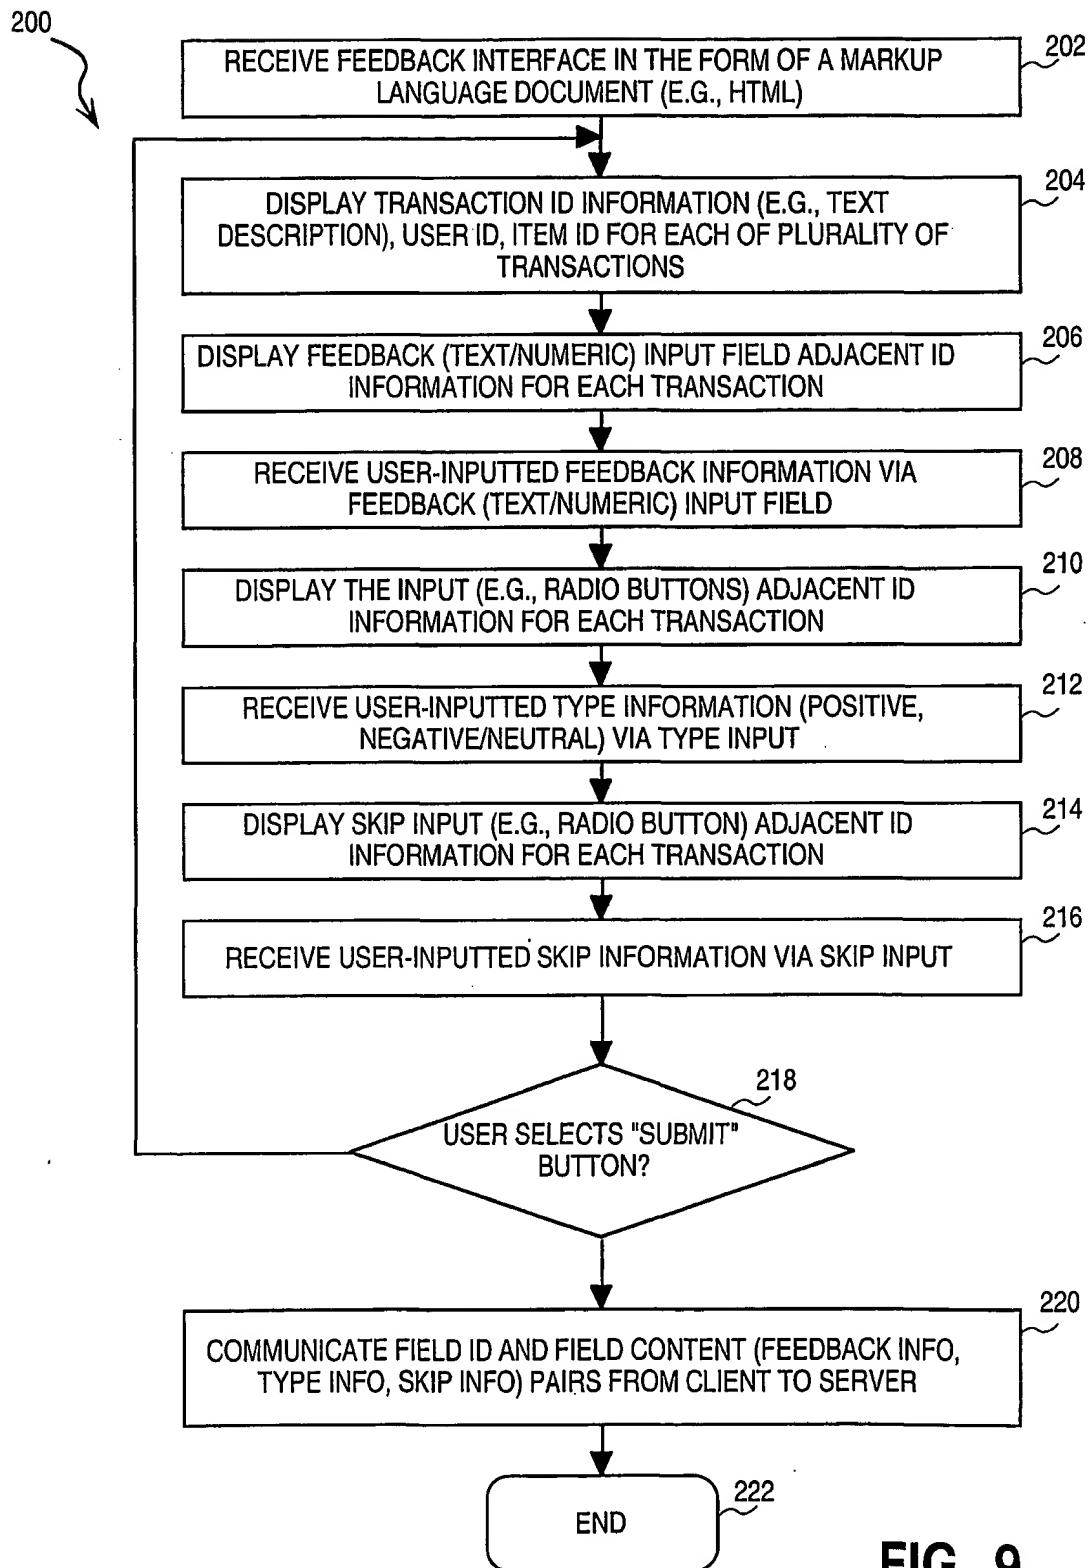 200
202
RECEIVE FEEDBACK INTERFACE IN THE FORM OF A MARKUP
LANGUAGE DOCUMENT (E.G., HTML)
204
DISPLAY TRANSACTION ID INFORMATION (E.G., TEXT
DESCRIPTION), USER ID, ITEM ID FOR EACH OF PLURALITY OF
TRANSACTIONS
206
DISPLAY FEEDBACK (TEXT/NUMERIC) INPUT FIELD ADJACENT ID
INFORMATION FOR EACH TRANSACTION
208
RECEIVE USER-INPUTTED FEEDBACK INFORMATION VIA
FEEDBACK (TEXT/NUMERIC) INPUT FIELD
210
DISPLAY THE INPUT (E.G., RADIO BUTTONS) ADJACENT ID
INFORMATION FOR EACH TRANSACTION
212
RECEIVE USER-INPUTTED TYPE INFORMATION (POSITIVE,
NEGATIVE/NEUTRAL) VIA TYPE INPUT
214
DISPLAY SKIP INPUT (E.G., RADIO BUTTON) ADJACENT ID
INFORMATION FOR EACH TRANSACTION
216
RECEIVE USER-INPUTTED SKIP INFORMATION VIA SKIP INPUT
218
USER SELECTS "SUBMIT"
BUTTON?
220
COMMUNICATE FIELD ID AND FIELD CONTENT (FEEDBACK INFO,
TYPE INFO, SKIP INFO) PAIRS FROM CLIENT TO SERVER
222
END
FIG. 9